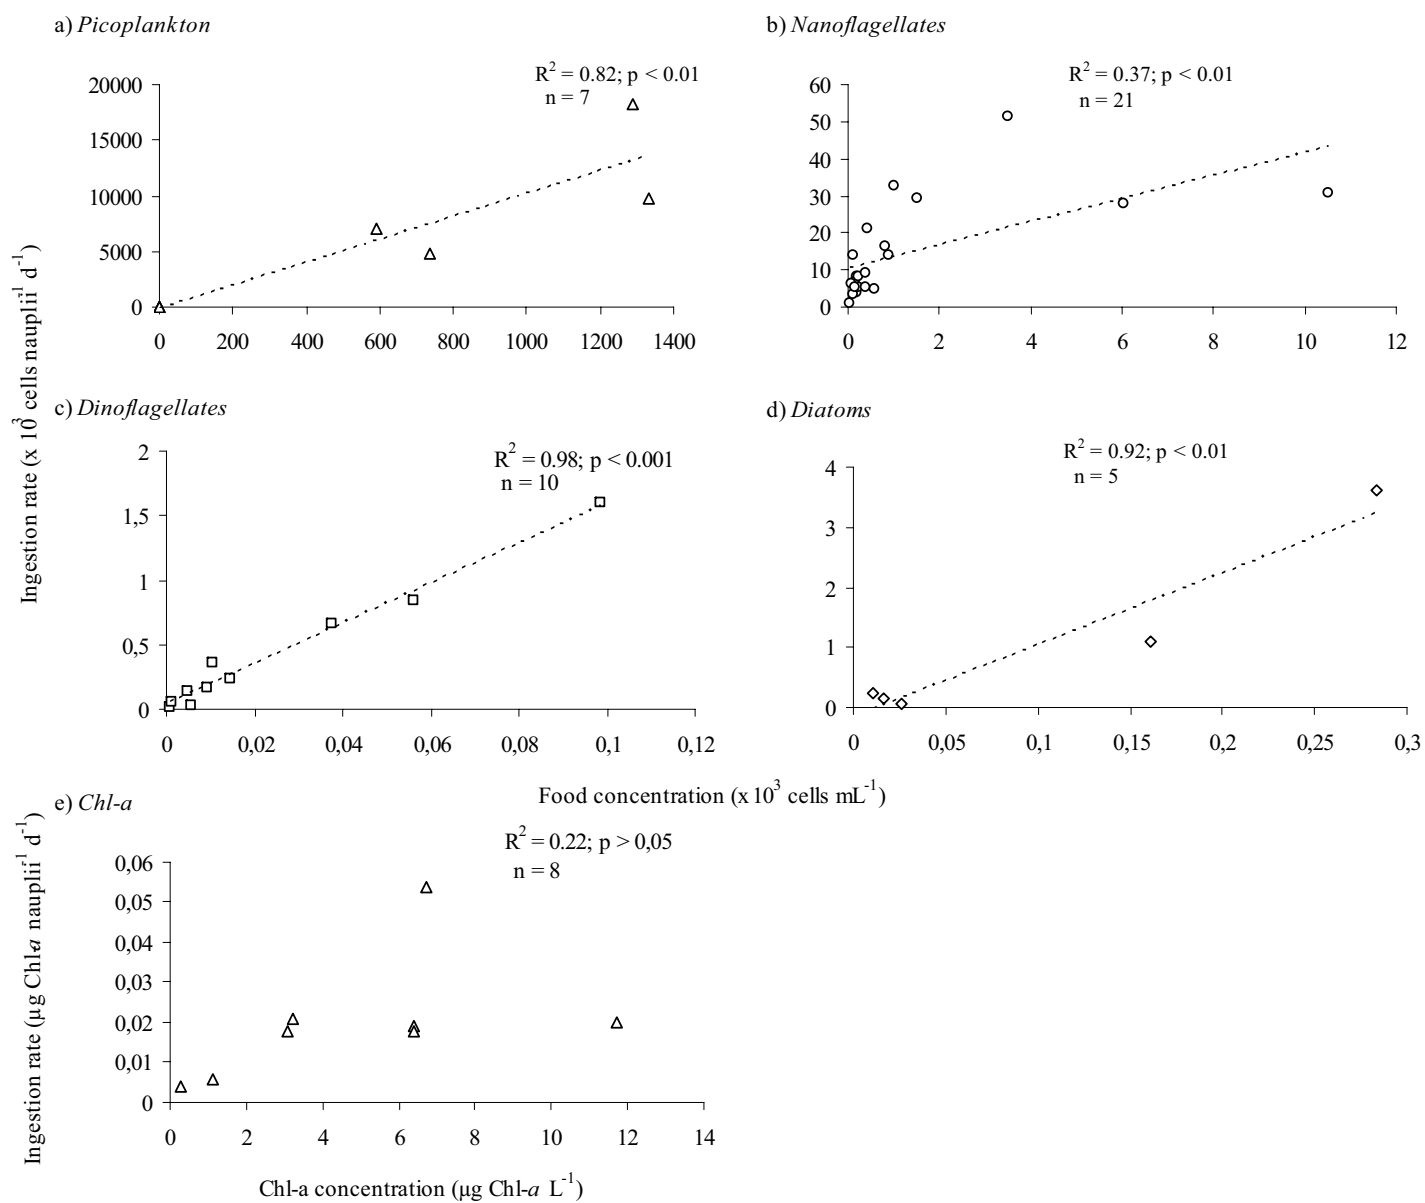 a) Picoplankton
R² = 0.82; p < 0.01
n = 7
20000
15000
10000
5000
0
0 200 400 600 800 1000 1200 1400
b) Nanoflagellates
R² = 0.37; p < 0.01
n = 21
60
50
40
30
20
10
0
0 2 4 6 8 10 12
Ingestion rate (x 10³ cells nauplii⁻¹ d⁻¹)
c) Dinoflagellates
R² = 0.98; p < 0.001
n = 10
2
1,5
1
0,5
0
0 0,02 0,04 0,06 0,08 0,1 0,12
d) Diatoms
R² = 0.92; p < 0.01
n = 5
4
3
2
1
0
0 0,05 0,1 0,15 0,2 0,25 0,3
Food concentration (x 10³ cells mL⁻¹)
e) Chl-a
R² = 0.22; p > 0,05
n = 8
Ingestion rate (µg Chl-a nauplii⁻¹ d⁻¹)
0,06
0,05
0,04
0,03
0,02
0,01
0
0 2 4 6 8 10 12 14
Chl-a concentration (µg Chl-a L⁻¹)